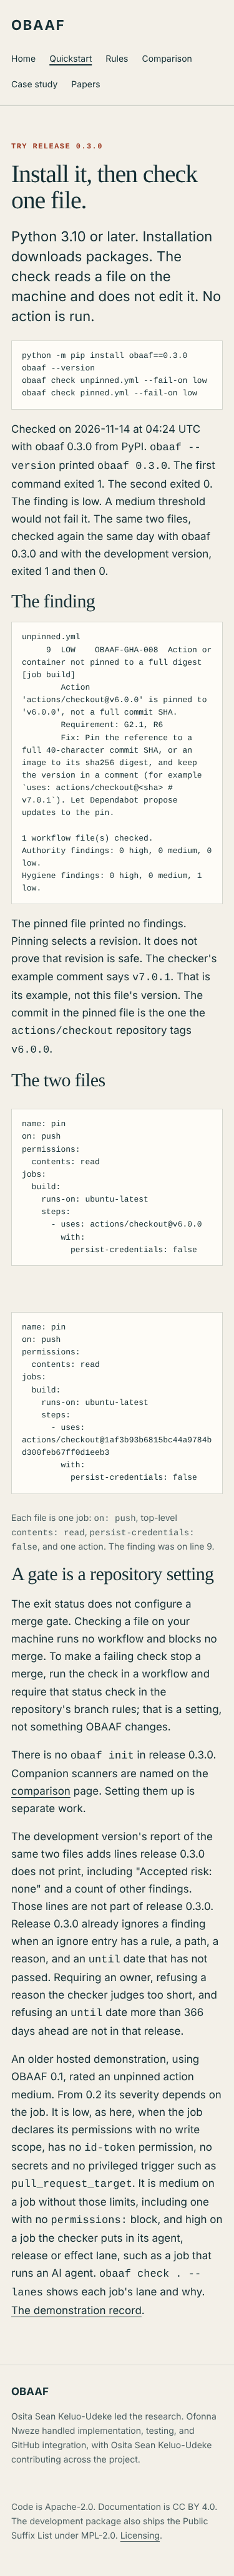 OBAAF
Home Quickstart Rules Comparison
Case study Papers
TRY RELEASE 0.3.0
Install it, then check
one file.
Python 3.10 or later. Installation
downloads packages. The
check reads a file on the
machine and does not edit it. No
action is run.
python -m pip install obaaf==0.3.0
obaaf --version
obaaf check unpinned.yml --fail-on low
obaaf check pinned.yml --fail-on low
Checked on 2026-11-14 at 04:24 UTC
with obaaf 0.3.0 from PyPI. obaaf --
version printed obaaf 0.3.0. The first
command exited 1. The second exited 0.
The finding is low. A medium threshold
would not fail it. The same two files,
checked again the same day with obaaf
0.3.0 and with the development version,
exited 1 and then 0.
The finding
unpinned.yml
9 LOW OBAAF-GHA-008 Action or
container not pinned to a full digest
[job build]
Action
'actions/checkout@v6.0.0' is pinned to
'v6.0.0', not a full commit SHA.
Requirement: G2.1, R6
Fix: Pin the reference to a
full 40-character commit SHA, or an
image to its sha256 digest, and keep
the version in a comment (for example
`uses: actions/checkout@<sha> #
v7.0.1`). Let Dependabot propose
updates to the pin.
1 workflow file(s) checked.
Authority findings: 0 high, 0 medium, 0
low.
Hygiene findings: 0 high, 0 medium, 1
low.
The pinned file printed no findings.
Pinning selects a revision. It does not
prove that revision is safe. The checker's
example comment says v7.0.1. That is
its example, not this file's version. The
commit in the pinned file is the one the
actions/checkout repository tags
v6.0.0.
The two files
name: pin
on: push
permissions:
contents: read
jobs:
build:
runs-on: ubuntu-latest
steps:
- uses: actions/checkout@v6.0.0
with:
persist-credentials: false
name: pin
on: push
permissions:
contents: read
jobs:
build:
runs-on: ubuntu-latest
steps:
- uses:
actions/checkout@1af3b93b6815bc44a9784b
d300feb67ff0d1eeb3
with:
persist-credentials: false
Each file is one job: on: push, top-level
contents: read, persist-credentials:
false, and one action. The finding was on line 9.
A gate is a repository setting
The exit status does not configure a
merge gate. Checking a file on your
machine runs no workflow and blocks no
merge. To make a failing check stop a
merge, run the check in a workflow and
require that status check in the
repository's branch rules; that is a setting,
not something OBAAF changes.
There is no obaaf init in release 0.3.0.
Companion scanners are named on the
comparison page. Setting them up is
separate work.
The development version's report of the
same two files adds lines release 0.3.0
does not print, including "Accepted risk:
none" and a count of other findings.
Those lines are not part of release 0.3.0.
Release 0.3.0 already ignores a finding
when an ignore entry has a rule, a path, a
reason, and an until date that has not
passed. Requiring an owner, refusing a
reason the checker judges too short, and
refusing an until date more than 366
days ahead are not in that release.
An older hosted demonstration, using
OBAAF 0.1, rated an unpinned action
medium. From 0.2 its severity depends on
the job. It is low, as here, when the job
declares its permissions with no write
scope, has no id-token permission, no
secrets and no privileged trigger such as
pull_request_target. It is medium on
a job without those limits, including one
with no permissions: block, and high on
a job the checker puts in its agent,
release or effect lane, such as a job that
runs an AI agent. obaaf check . --
lanes shows each job's lane and why.
The demonstration record.
OBAAF
Osita Sean Keluo-Udeke led the research. Ofonna
Nweze handled implementation, testing, and
GitHub integration, with Osita Sean Keluo-Udeke
contributing across the project.
Code is Apache-2.0. Documentation is CC BY 4.0.
The development package also ships the Public
Suffix List under MPL-2.0. Licensing.